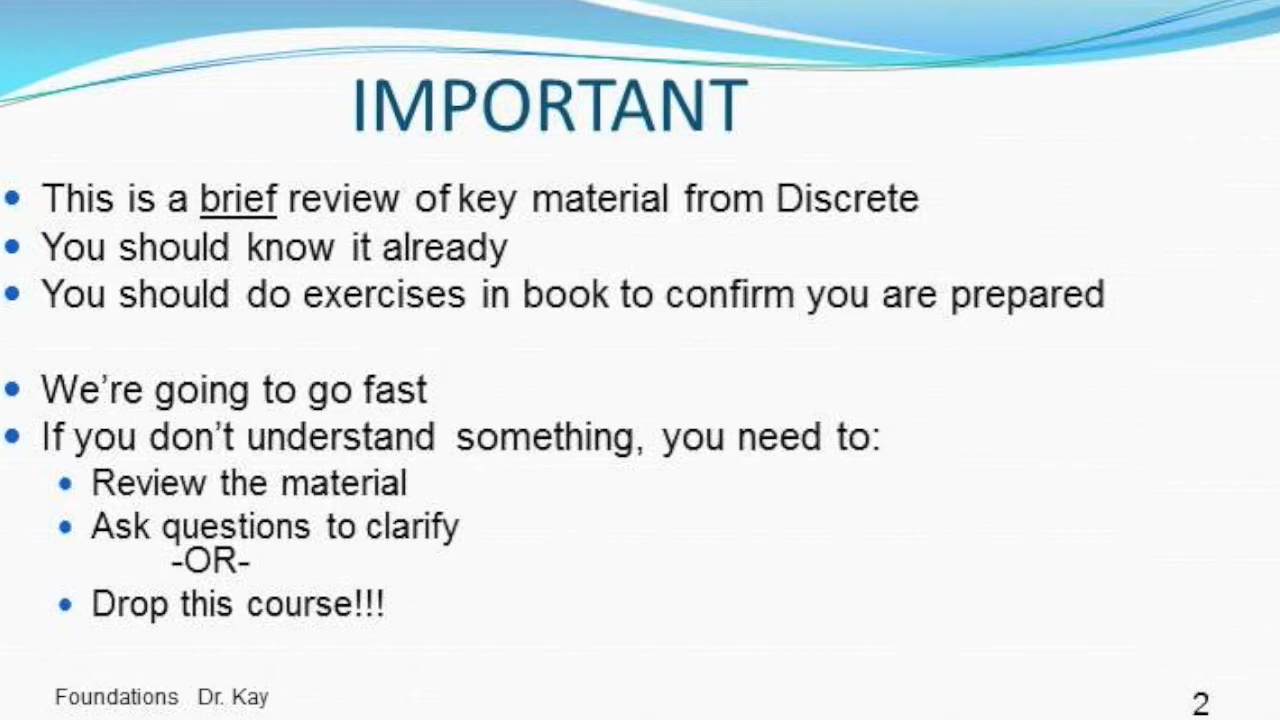 IMPORTANT
This is a brief review of key material from Discrete
You should know it already
You should do exercises in book to confirm you are prepared
We're going to go fast
If you don't understand something, you need to:
Review the material
Ask questions to clarify
-OR-
Drop this course!!!
Foundations Dr. Kay
2